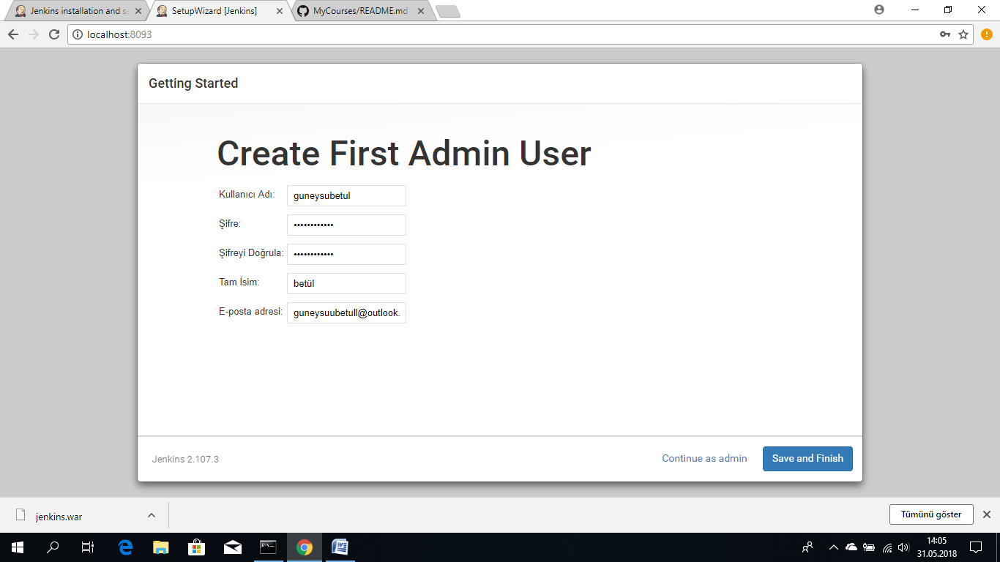 Jenkins installation and se
SetupWizard [Jenkins]
MyCourses/README.md
localhost:8093
Getting Started
Create First Admin User
Kullanıcı Adı: guneysubetul
Şifre: ••••••••••••
Şifreyi Doğrula: ••••••••••••
Tam İsim: betül
E-posta adresi: guneysuubetull@outlook.
Jenkins 2.107.3
Continue as admin
Save and Finish
jenkins.war
Tümünü göster
14:05
31.05.2018